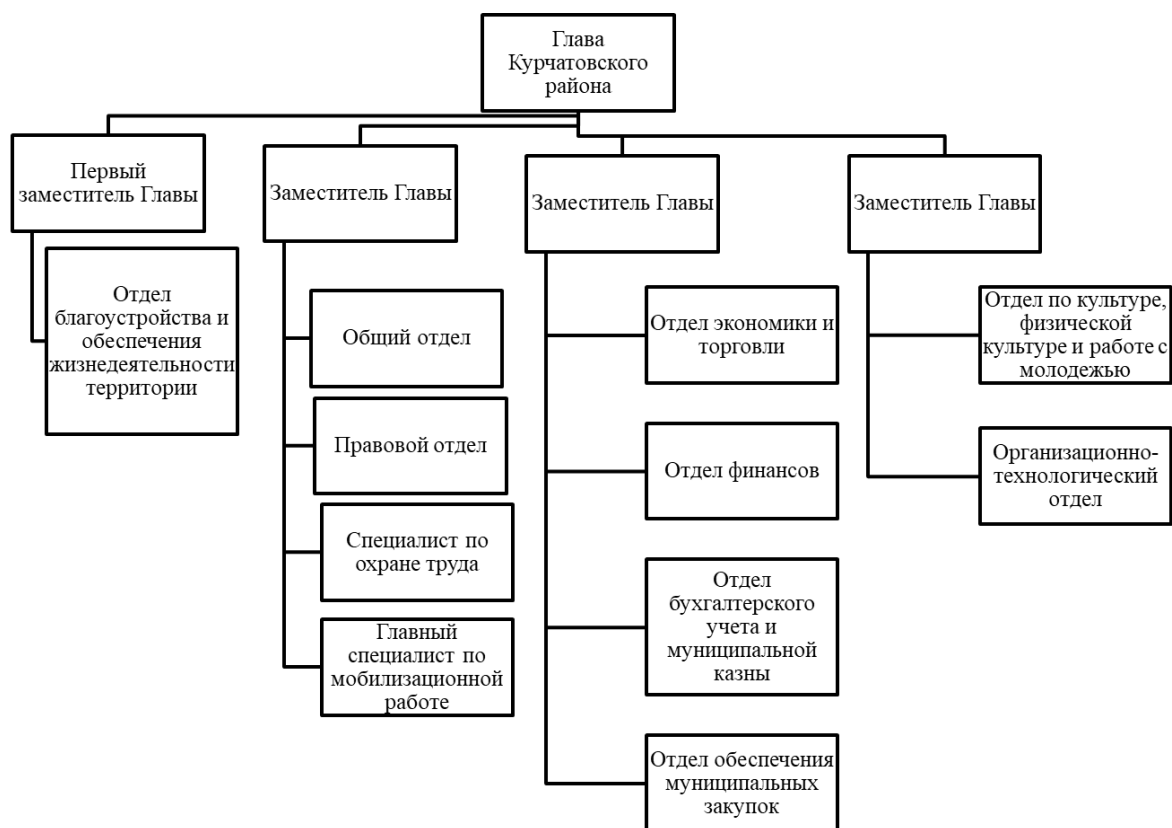 Глава
Курчатовского
района
Первый
заместитель Главы
Заместитель Главы
Заместитель Главы
Заместитель Главы
Отдел
благоустройства и
обеспечения
жизнедеятельности
территории
Общий отдел
Правовой отдел
Специалист по
охране труда
Главный
специалист по
мобилизационной
работе
Отдел экономики и
торговли
Отдел финансов
Отдел
бухгалтерского
учета и
муниципальной
казны
Отдел обеспечения
муниципальных
закупок
Отдел по культуре,
физической
культуре и работе с
молодежью
Организационно-
технологический
отдел